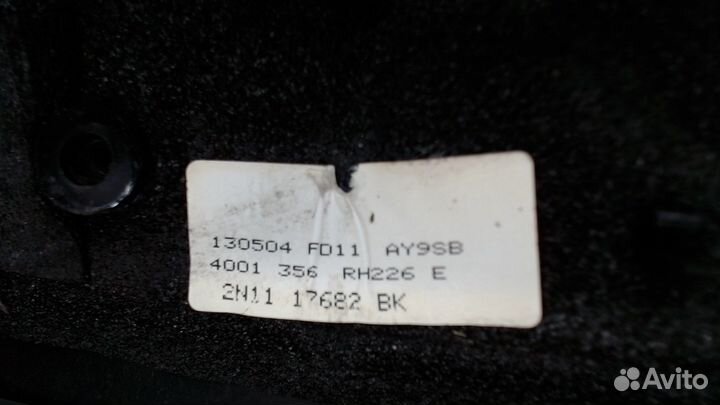 130504 FD11 AY9SB
4001 356 RH226 E
2N11 17682 BK
Avito